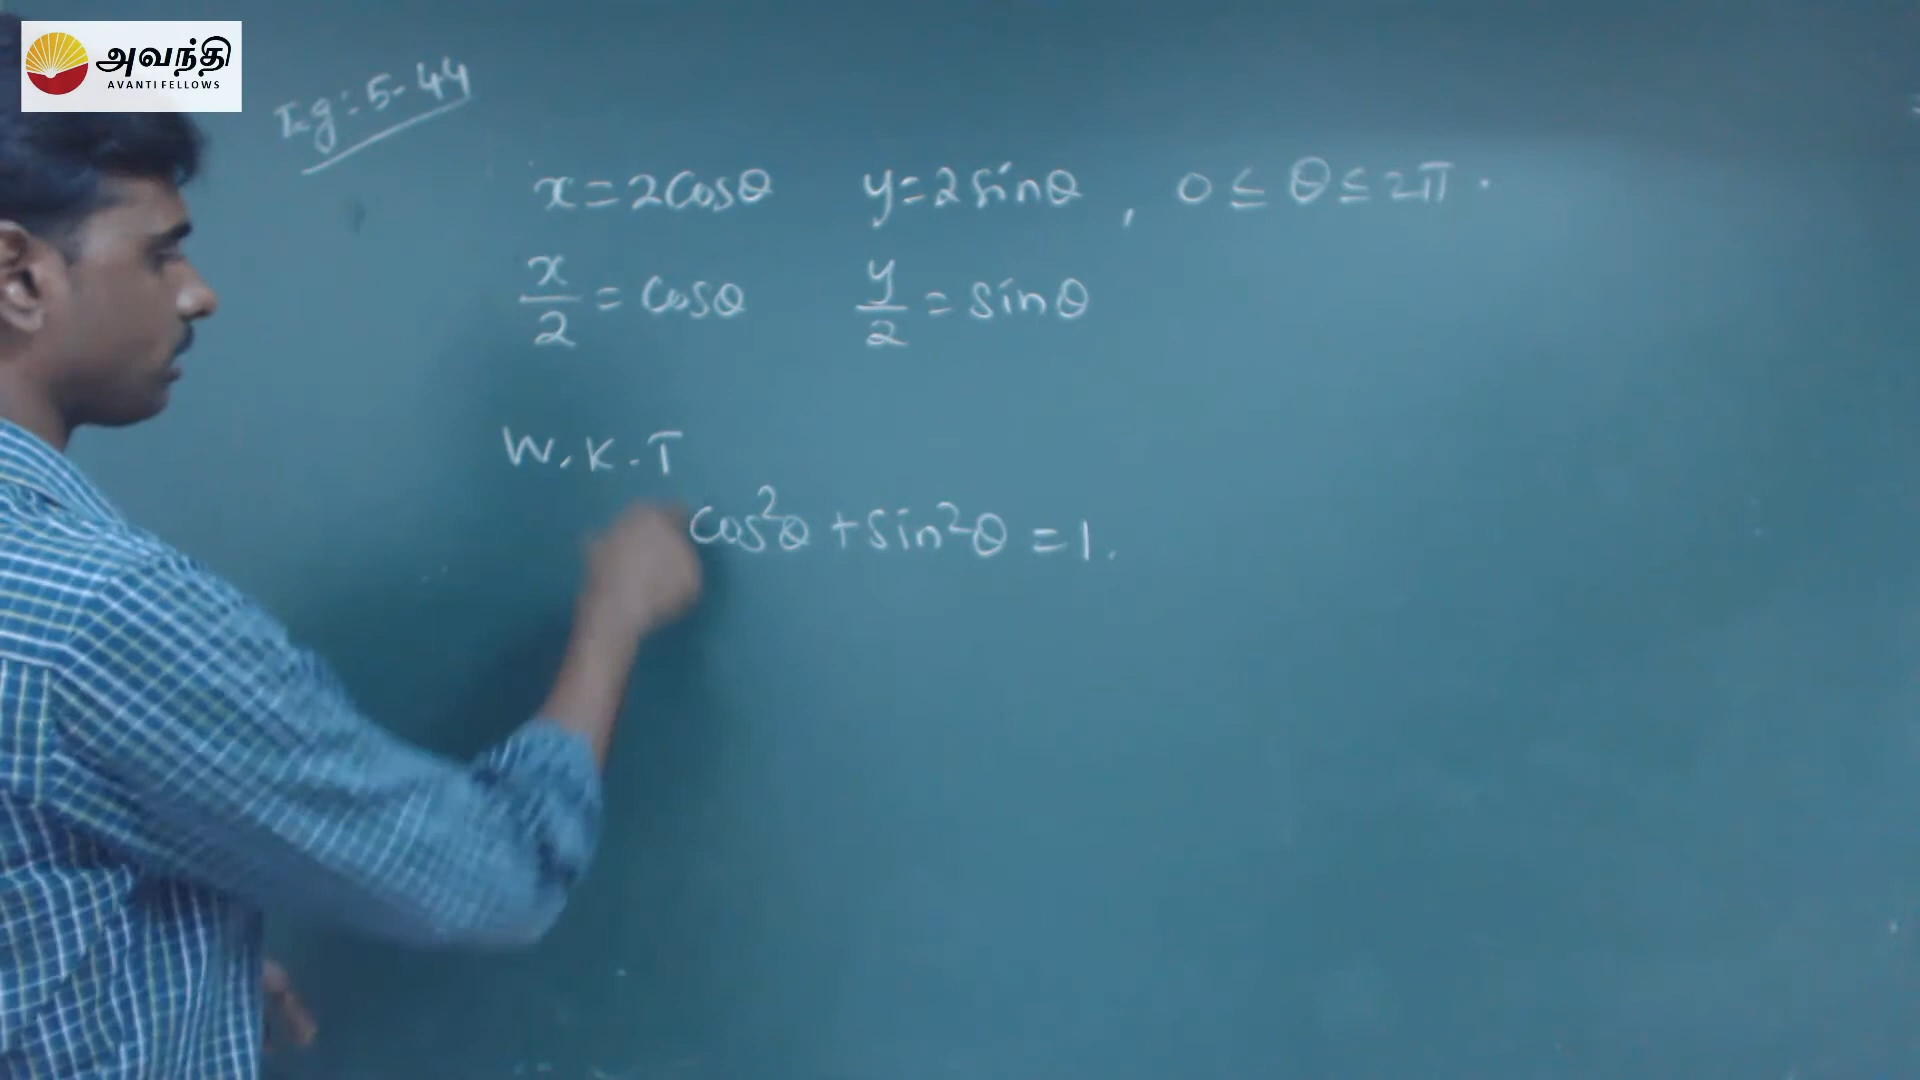 அவந்தி
AVANTI FELLOWS
Eg: 5-44
x = 2cosθ y = 2sinθ , 0 ≤ θ ≤ 2π .
x/2 = cosθ y/2 = sinθ
W.K.T
cos²θ + sin²θ = 1.